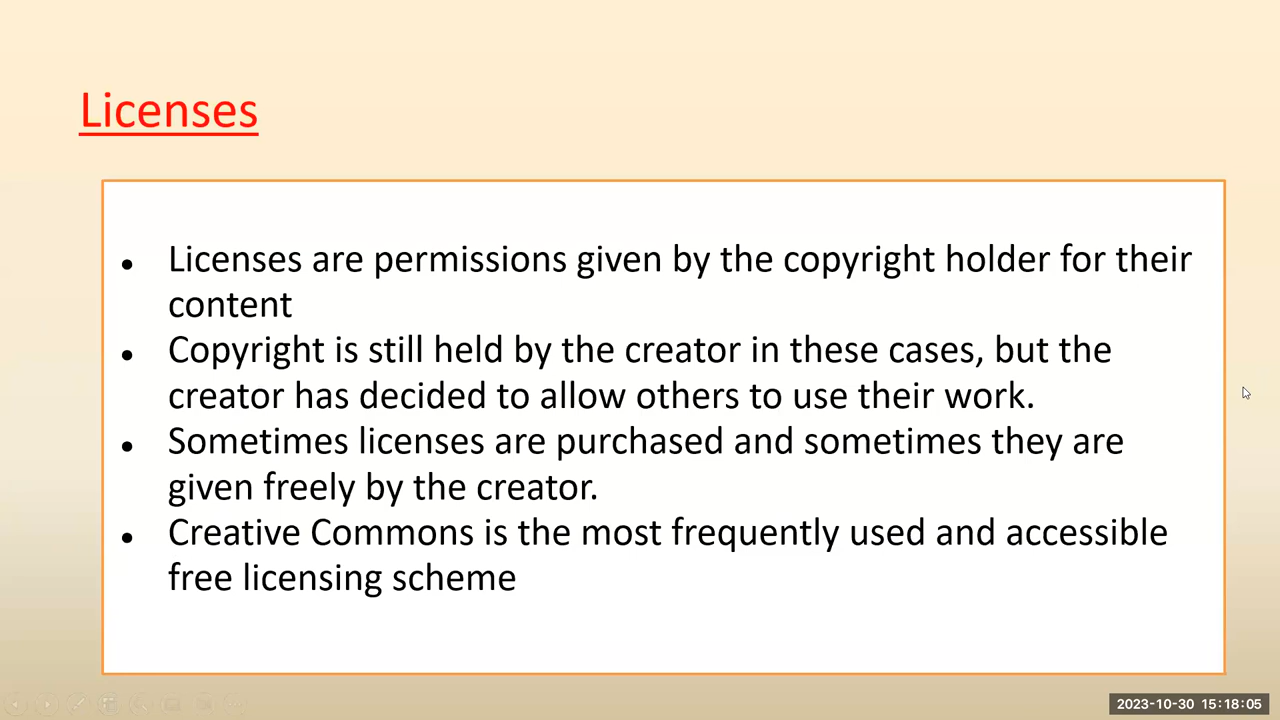 Licenses
● Licenses are permissions given by the copyright holder for their
content
● Copyright is still held by the creator in these cases, but the
creator has decided to allow others to use their work.
● Sometimes licenses are purchased and sometimes they are
given freely by the creator.
● Creative Commons is the most frequently used and accessible
free licensing scheme
2023-10-30 15:18:05